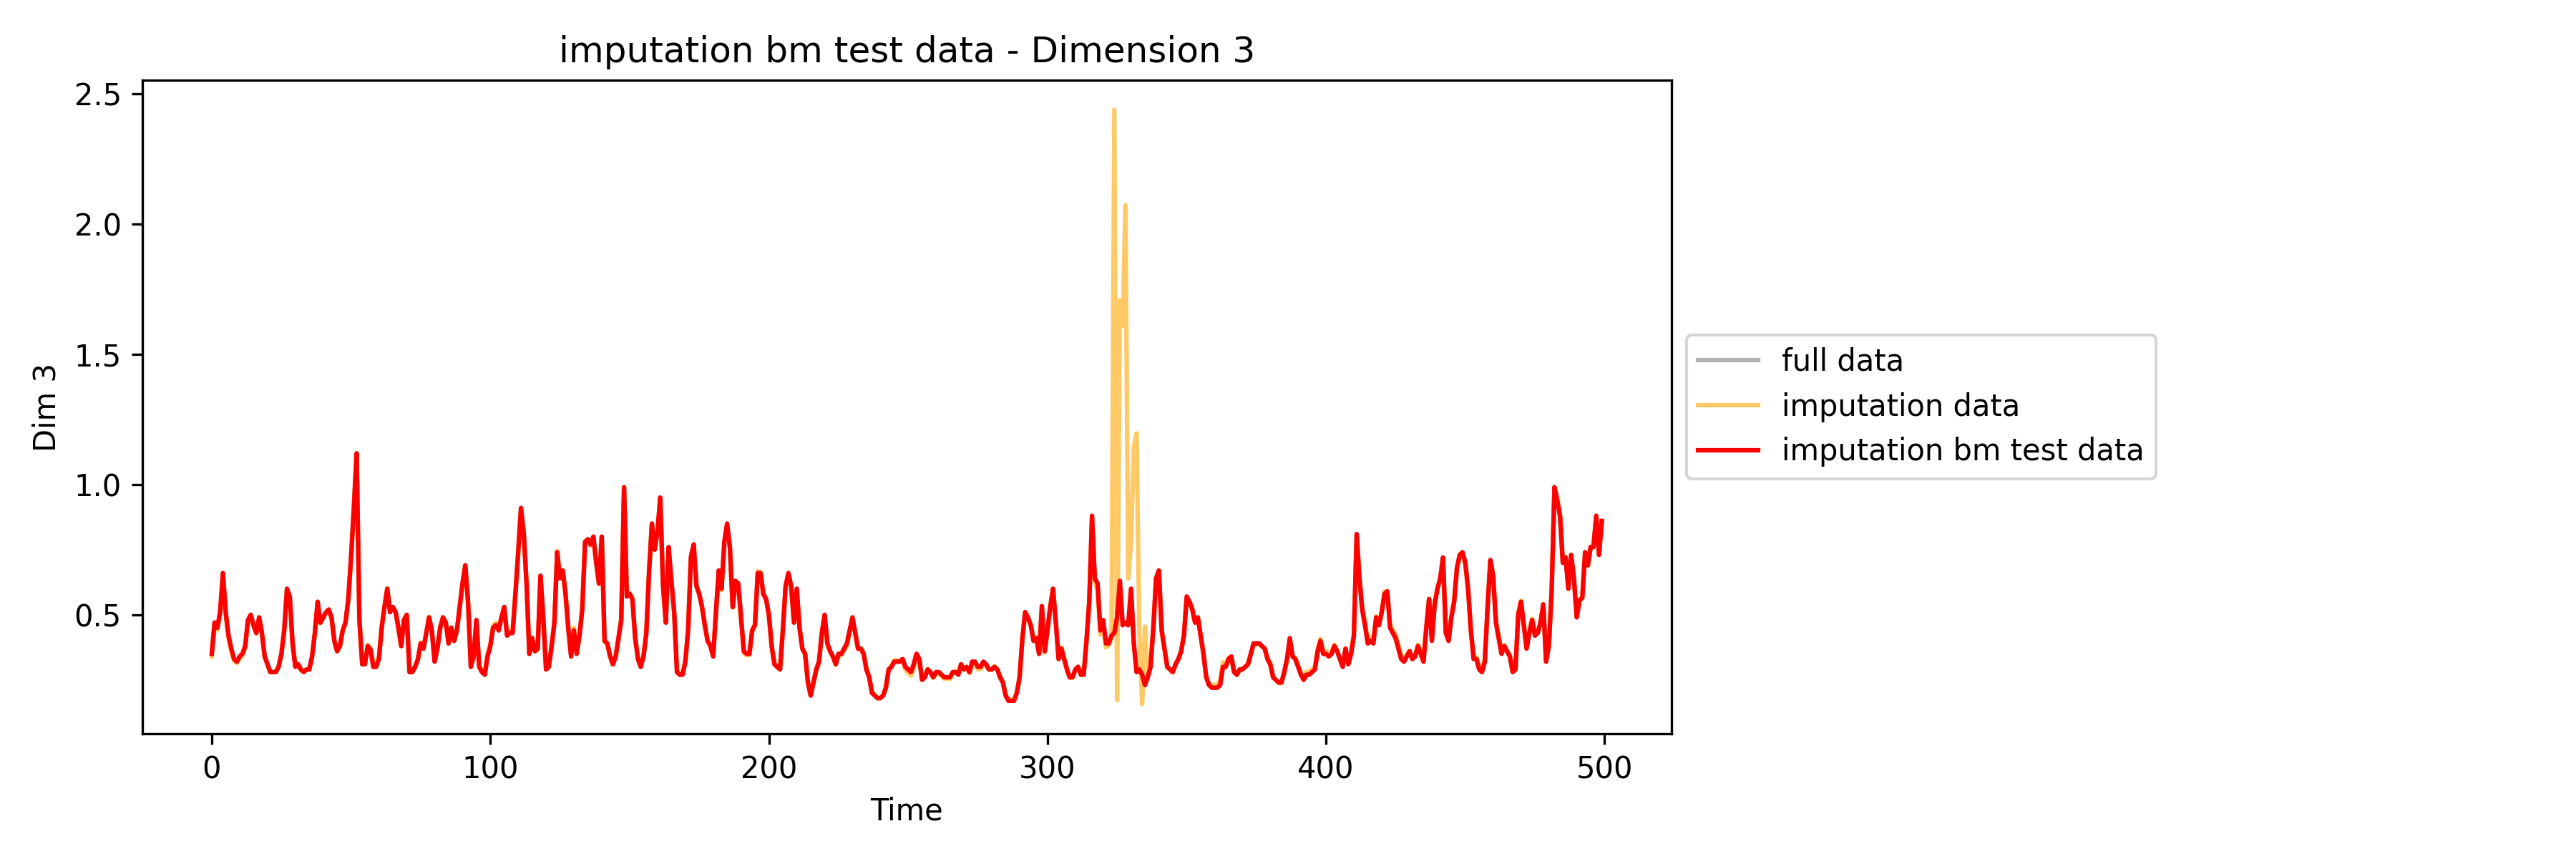 imputation bm test data - Dimension 3
2.5
2.0
1.5
1.0
0.5
Dim 3
0
100
200
300
400
500
Time
full data
imputation data
imputation bm test data